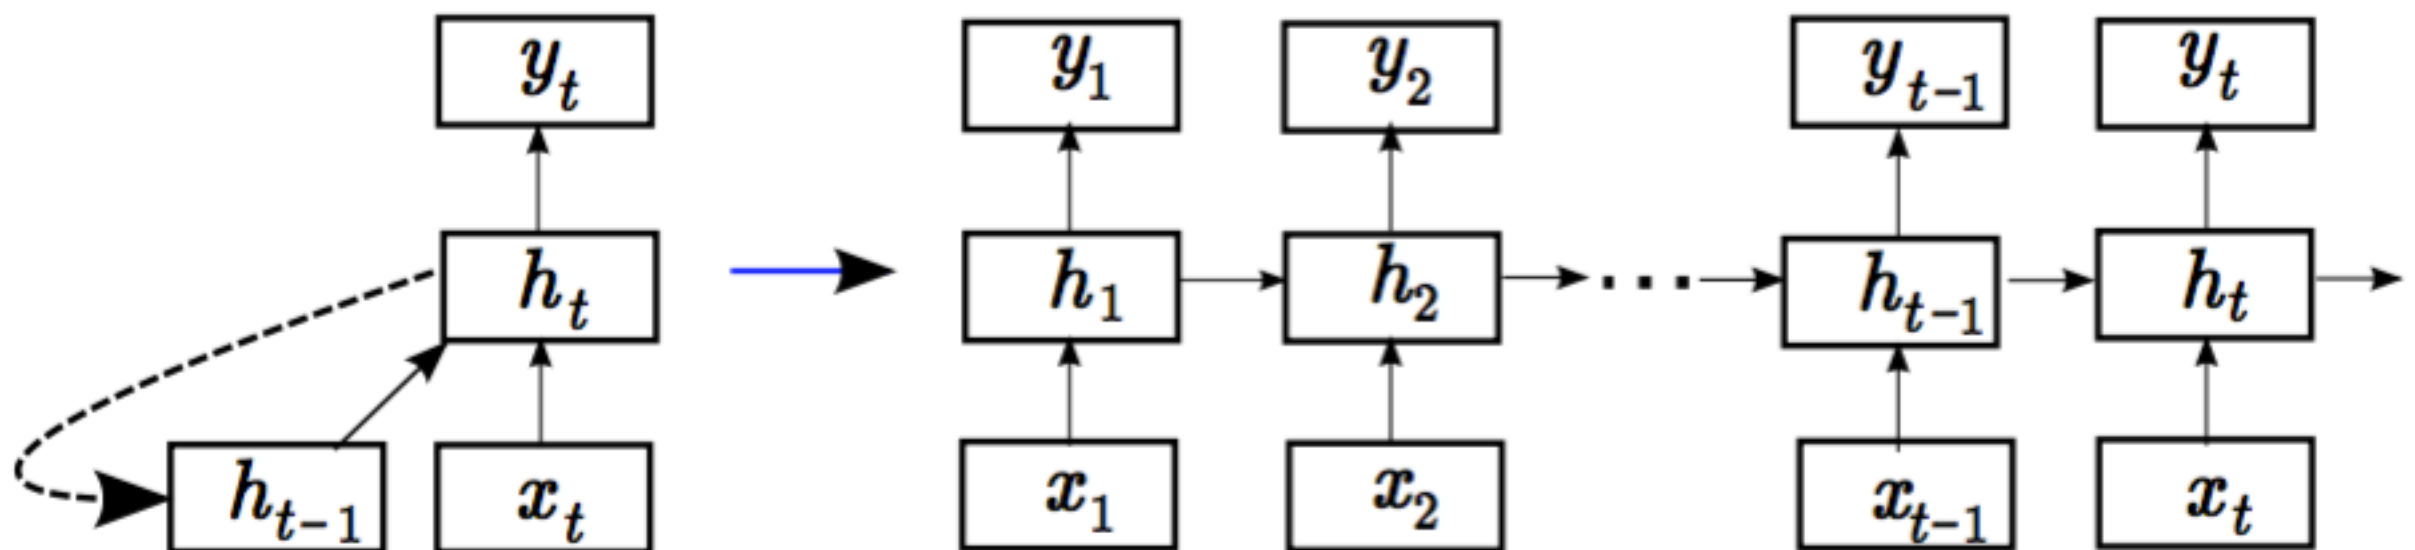 y_t y_1 y_2 y_{t-1} y_t
h_t h_1 h_2 ... h_{t-1} h_t
h_{t-1} x_t x_1 x_2 x_{t-1} x_t